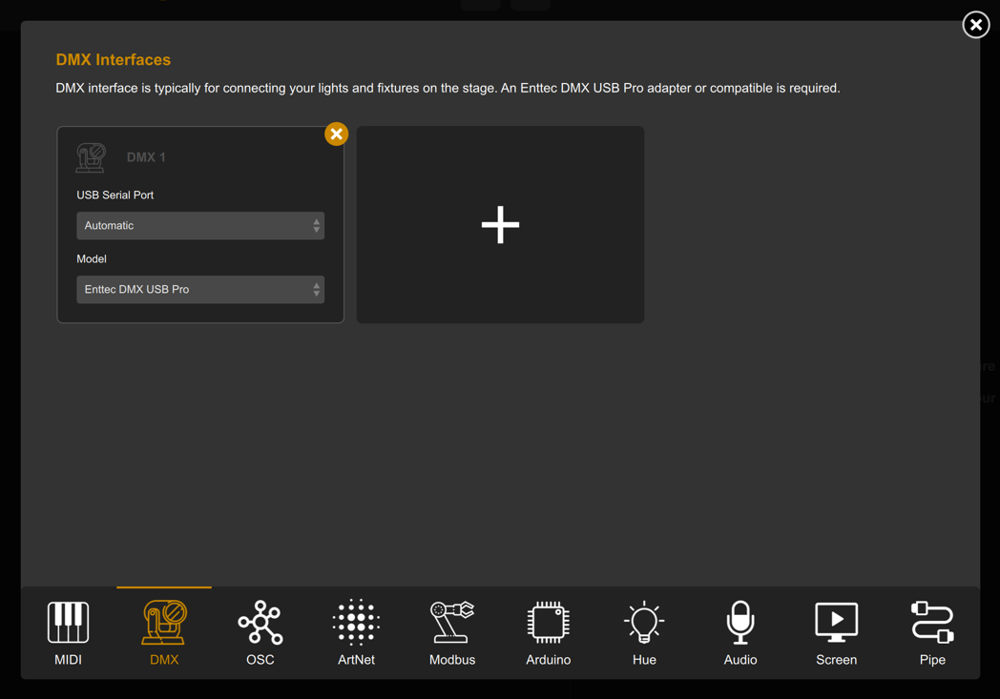 DMX Interfaces
DMX interface is typically for connecting your lights and fixtures on the stage. An Enttec DMX USB Pro adapter or compatible is required.
DMX 1
USB Serial Port
Automatic
Model
Enttec DMX USB Pro
MIDI
DMX
OSC
ArtNet
Modbus
Arduino
Hue
Audio
Screen
Pipe